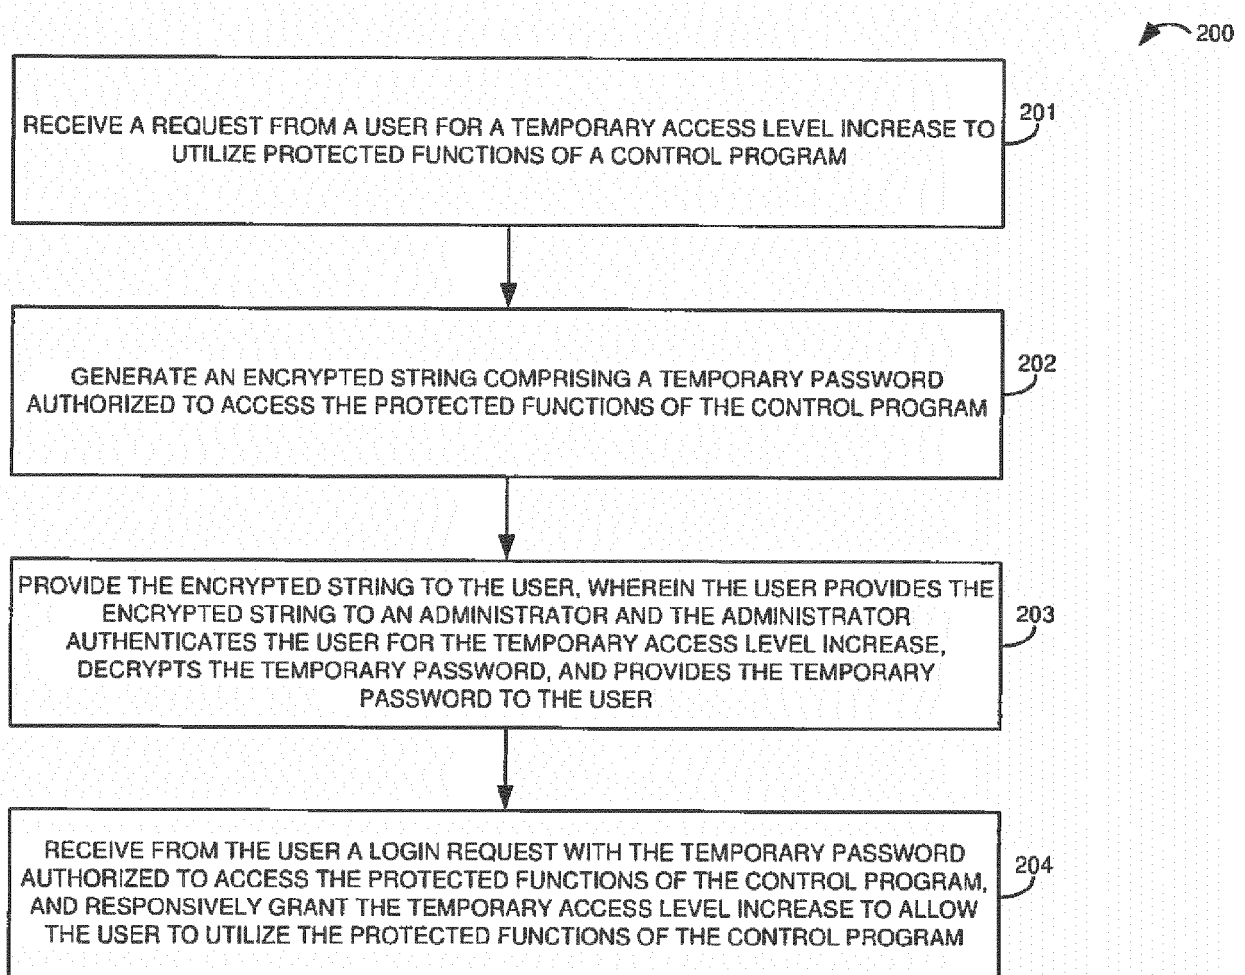 200
RECEIVE A REQUEST FROM A USER FOR A TEMPORARY ACCESS LEVEL INCREASE TO
UTILIZE PROTECTED FUNCTIONS OF A CONTROL PROGRAM
201
GENERATE AN ENCRYPTED STRING COMPRISING A TEMPORARY PASSWORD
AUTHORIZED TO ACCESS THE PROTECTED FUNCTIONS OF THE CONTROL PROGRAM
202
PROVIDE THE ENCRYPTED STRING TO THE USER, WHEREIN THE USER PROVIDES THE
ENCRYPTED STRING TO AN ADMINISTRATOR AND THE ADMINISTRATOR
AUTHENTICATES THE USER FOR THE TEMPORARY ACCESS LEVEL INCREASE,
DECRYPTS THE TEMPORARY PASSWORD, AND PROVIDES THE TEMPORARY
PASSWORD TO THE USER
203
RECEIVE FROM THE USER A LOGIN REQUEST WITH THE TEMPORARY PASSWORD
AUTHORIZED TO ACCESS THE PROTECTED FUNCTIONS OF THE CONTROL PROGRAM,
AND RESPONSIVELY GRANT THE TEMPORARY ACCESS LEVEL INCREASE TO ALLOW
THE USER TO UTILIZE THE PROTECTED FUNCTIONS OF THE CONTROL PROGRAM
204